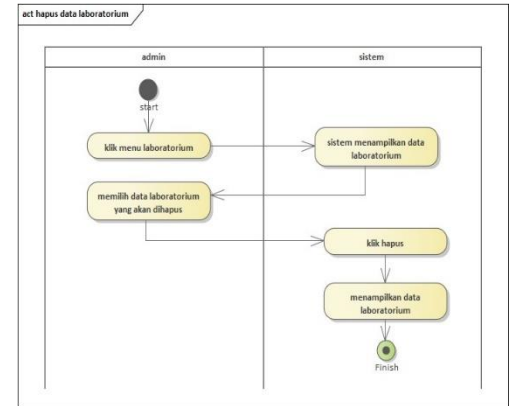 act hapus data laboratorium
admin
sistem
start
klik menu laboratorium
sistem menampilkan data
laboratorium
memilih data laboratorium
yang akan dihapus
klik hapus
menampilkan data
laboratorium
Finish